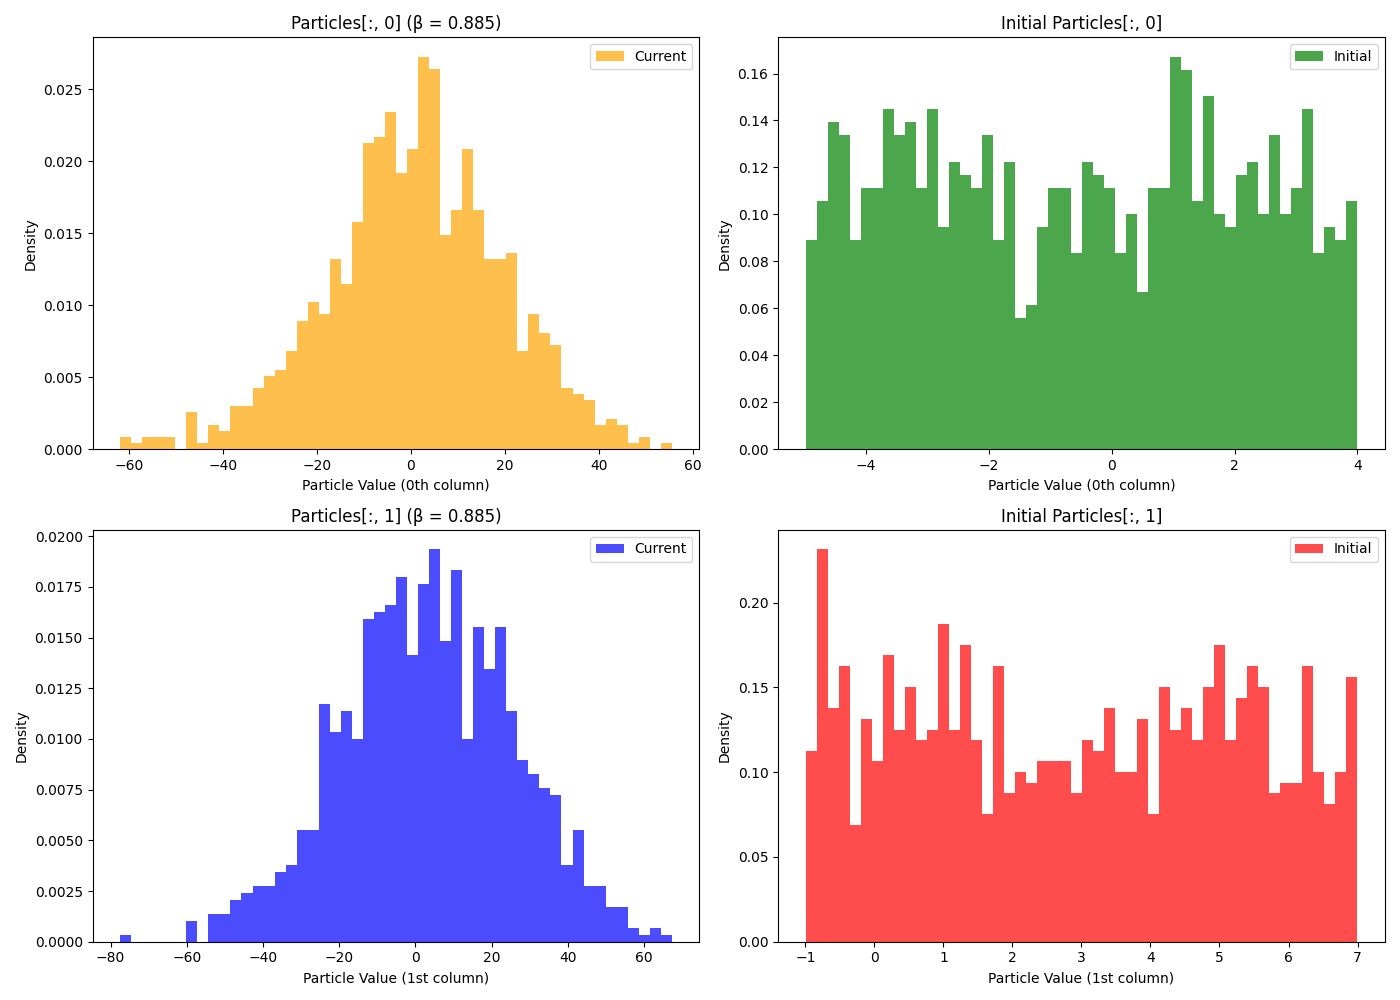 Particles[:, 0] (β = 0.885)
Current
Density
0.025
0.020
0.015
0.010
0.005
0.000
−60 −40 −20 0 20 40 60
Particle Value (0th column)
Initial Particles[:, 0]
Initial
Density
0.16
0.14
0.12
0.10
0.08
0.06
0.04
0.02
0.00
−4 −2 0 2 4
Particle Value (0th column)
Particles[:, 1] (β = 0.885)
Current
Density
0.0200
0.0175
0.0150
0.0125
0.0100
0.0075
0.0050
0.0025
0.0000
−80 −60 −40 −20 0 20 40 60
Particle Value (1st column)
Initial Particles[:, 1]
Initial
Density
0.20
0.15
0.10
0.05
0.00
−1 0 1 2 3 4 5 6 7
Particle Value (1st column)